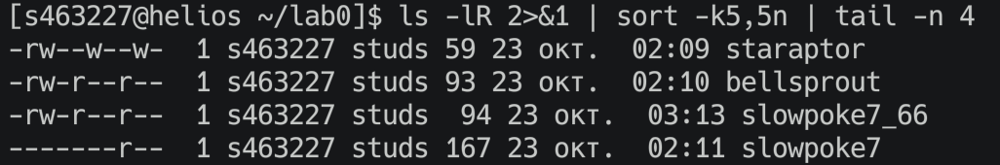 [s463227@helios ~/lab0]$ ls -lR 2>&1 | sort -k5,5n | tail -n 4
-rw--w--w-  1 s463227 studs 59 23 окт.  02:09 staraptor
-rw-r--r--  1 s463227 studs 93 23 окт.  02:10 bellsprout
-rw-r--r--  1 s463227 studs  94 23 окт.  03:13 slowpoke7_66
-------r--  1 s463227 studs 167 23 окт.  02:11 slowpoke7